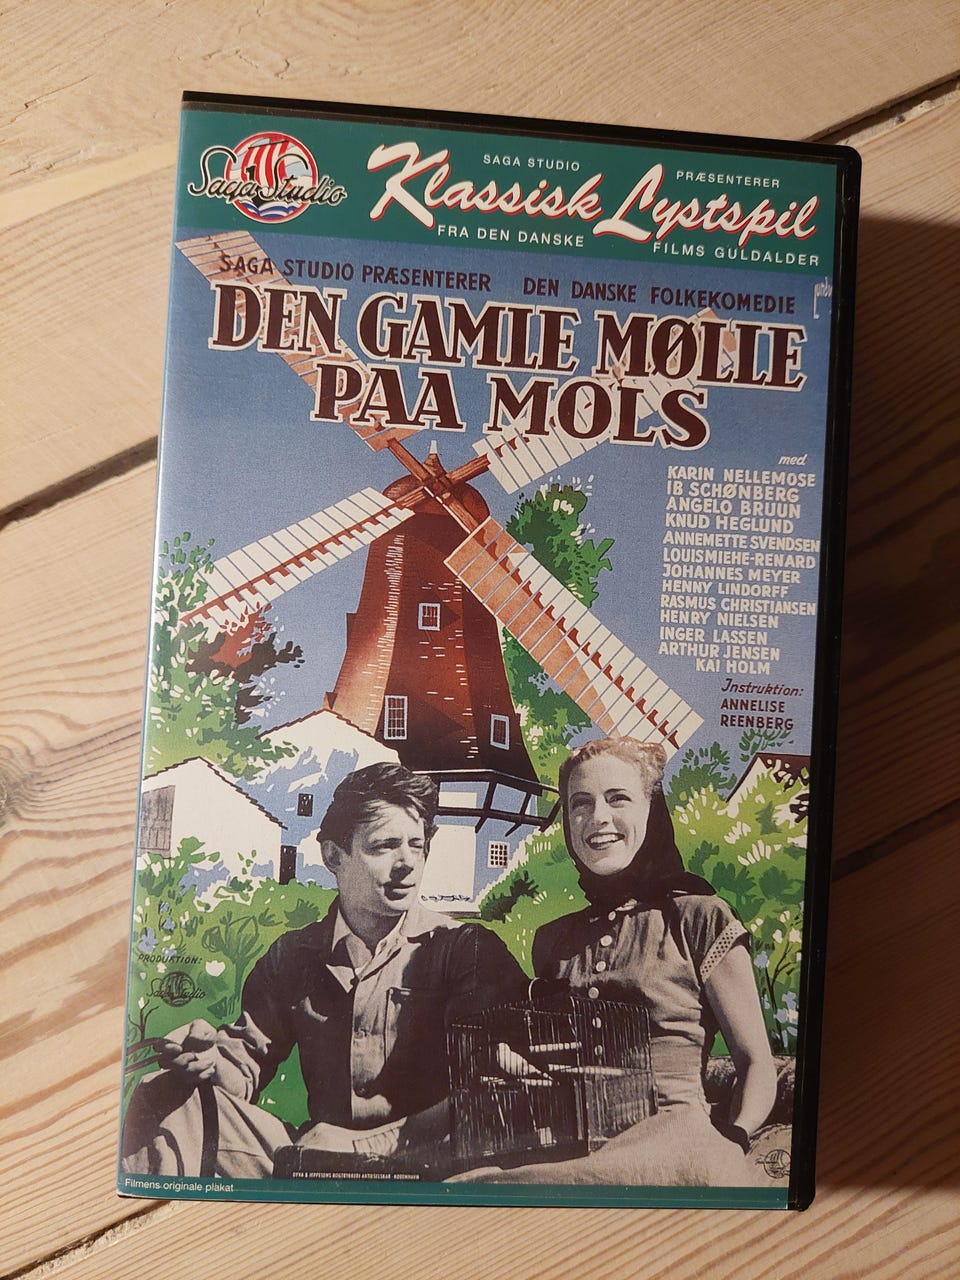 Saga Studio
SAGA STUDIO PRÆSENTERER
Klassisk Lystspil
FRA DEN DANSKE FILMS GULDALDER
SAGA STUDIO PRÆSENTERER DEN DANSKE FOLKEKOMEDIE
DEN GAMLE MØLLE
PAA MOLS
med
KARIN NELLEMOSE
IB SCHØNBERG
ANGELO BRUUN
KNUD HEGLUND
ANNEMETTE SVENDSEN
LOUIS MIEHE-RENARD
JOHANNES MEYER
HENNY LINDORFF
RASMUS CHRISTIANSEN
HENRY NIELSEN
INGER LASSEN
ARTHUR JENSEN
KAI HOLM
Instruktion:
ANNELISE
REENBERG
PRODUKTION:
Saga Studio
Filmens originale plakat